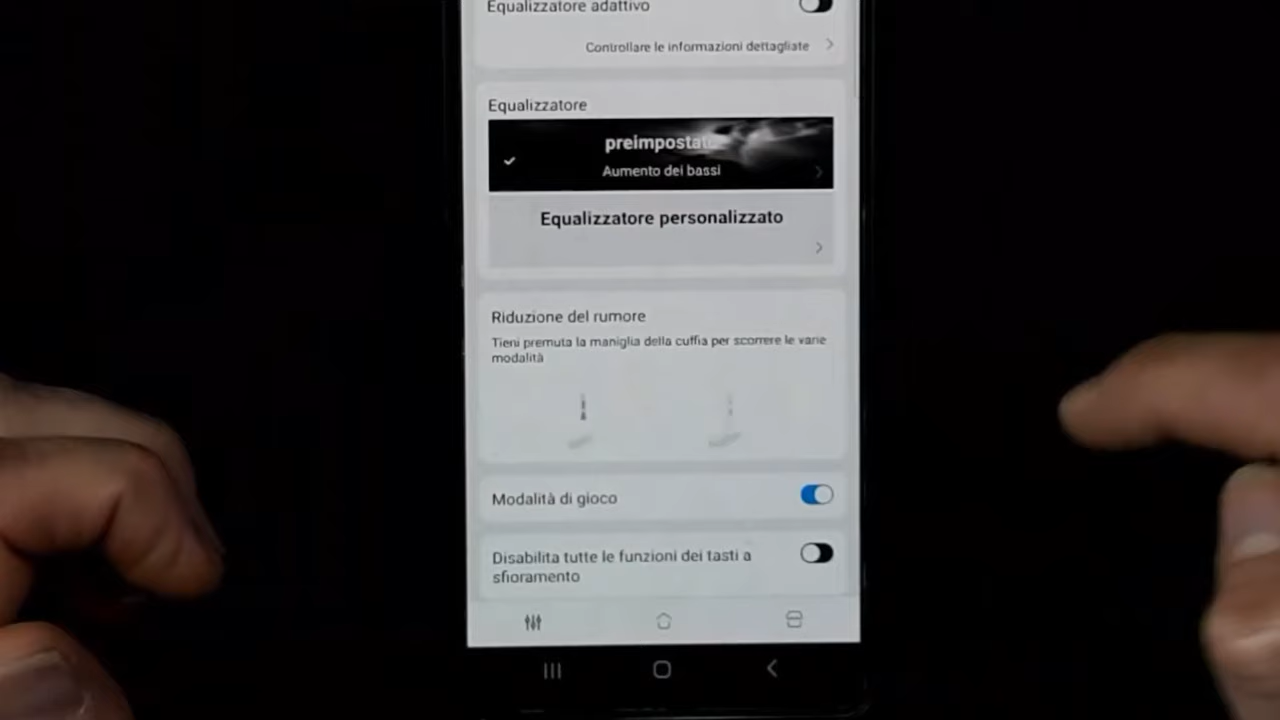 Equalizzatore adattivo
Controllare le informazioni dettagliate
Equalizzatore
preimpostato
Aumento dei bassi
Equalizzatore personalizzato
Riduzione del rumore
Tieni premuta la maniglia della cuffia per scorrere le varie
modalità
Modalità di gioco
Disabilita tutte le funzioni dei tasti a
sfioramento